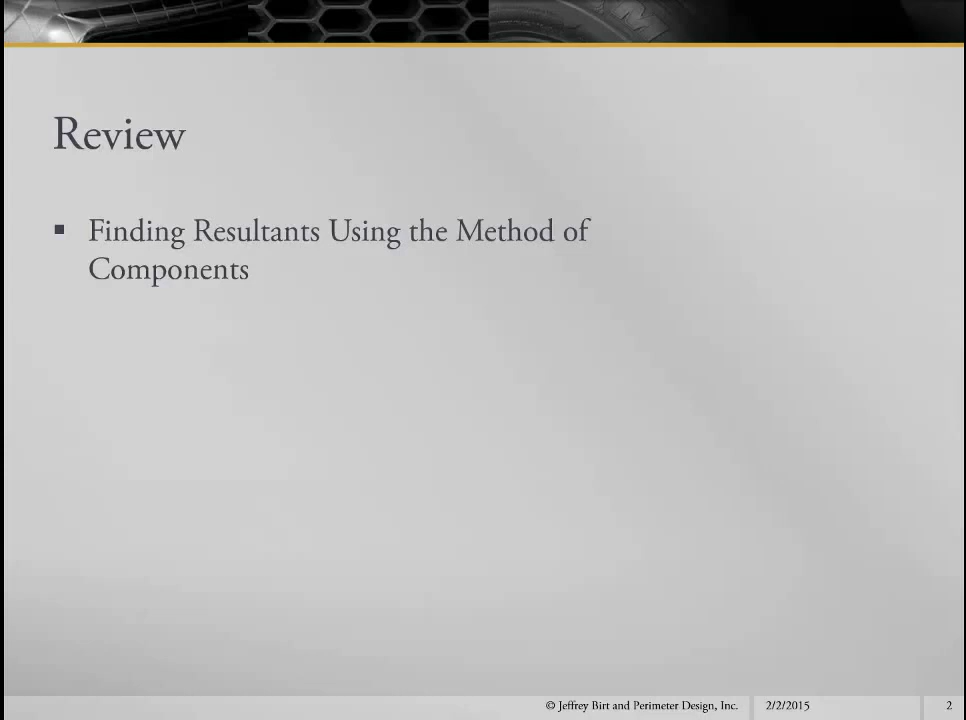 Review
▪ Finding Resultants Using the Method of
Components
© Jeffrey Birt and Perimeter Design, Inc. 2/2/2015 2